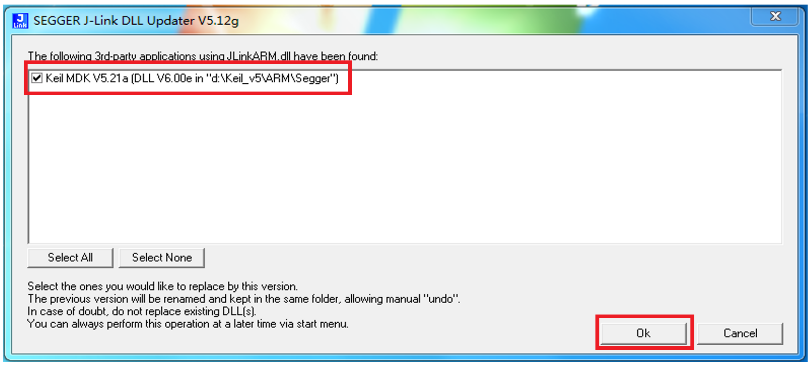 J Link
SEGGER J-Link DLL Updater V5.12g
The following 3rd-party applications using JLinkARM.dll have been found:
Keil MDK V5.21a (DLL V6.00e in "d:\Keil_v5\ARM\Segger")
Select All Select None
Select the ones you would like to replace by this version.
The previous version will be renamed and kept in the same folder, allowing manual "undo".
In case of doubt, do not replace existing DLL(s).
You can always perform this operation at a later time via start menu.
Ok Cancel